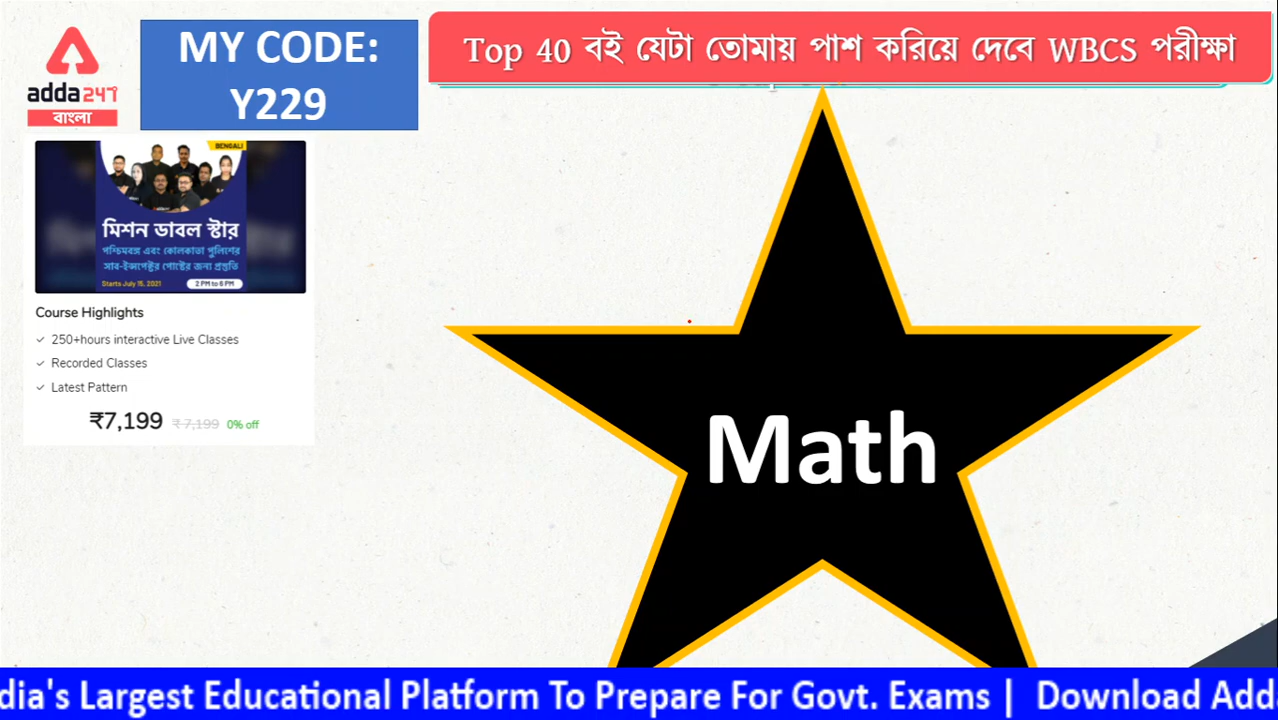 adda247
বাংলা
MY CODE:
Y229
Top 40 বই যেটা তোমায় পাশ করিয়ে দেবে WBCS পরীক্ষা
BENGALI
মিশন ডাবল স্টার
পশ্চিমবঙ্গ এবং কোলকাতা পুলিশের
সাব-ইন্সপেক্টর পোস্টের জন্য প্রস্তুতি
Starts July 15, 2021
2 PM to 6 PM
Course Highlights
250+hours interactive Live Classes
Recorded Classes
Latest Pattern
₹7,199 ₹7,199 0% off
Math
dia's Largest Educational Platform To Prepare For Govt. Exams | Download Add